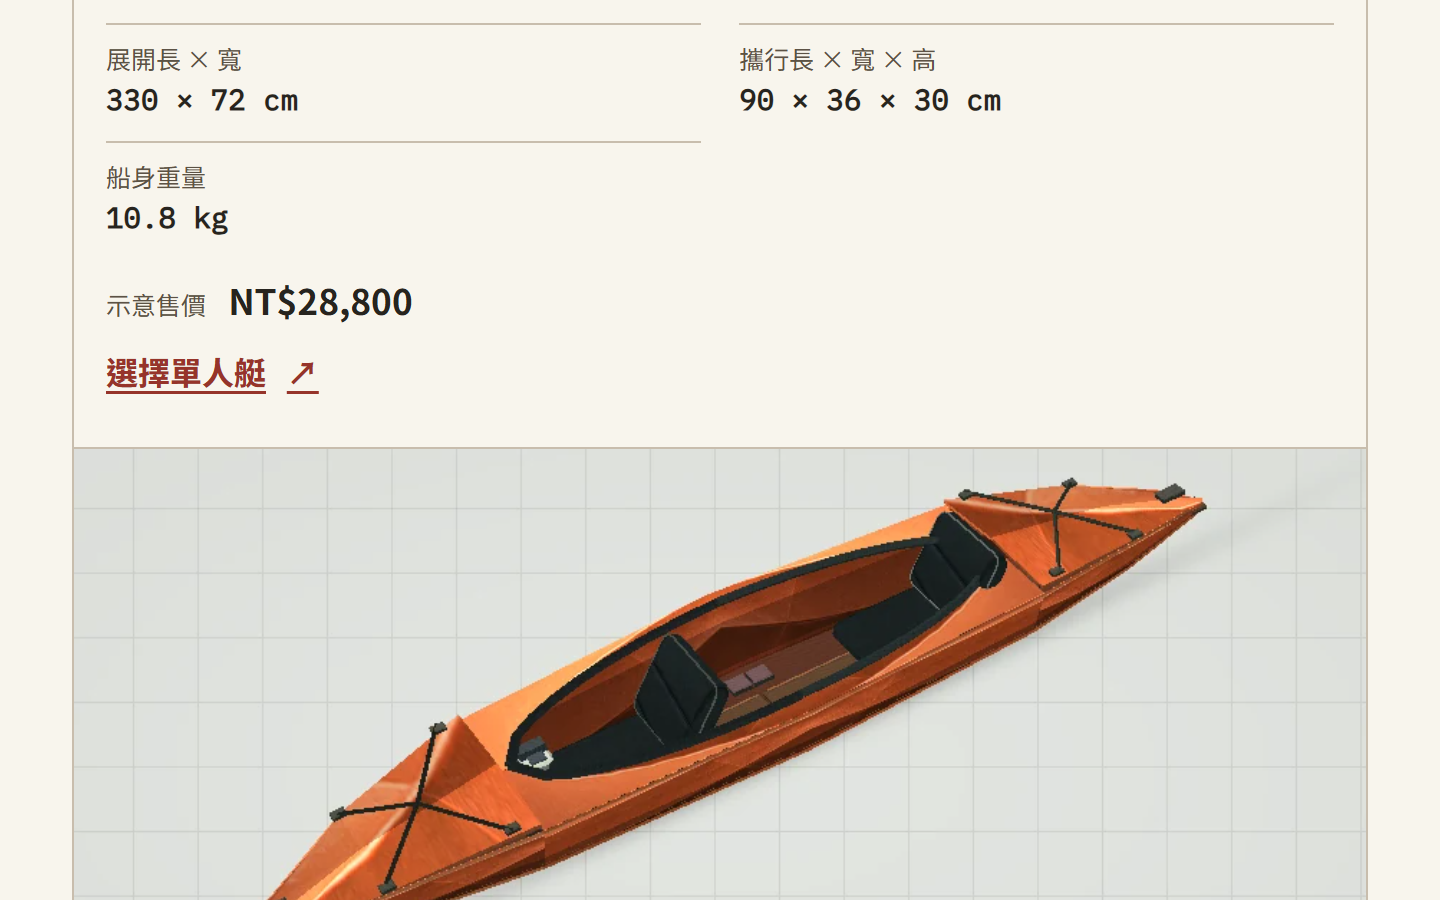 展開長 × 寬
330 × 72 cm
攜行長 × 寬 × 高
90 × 36 × 30 cm
船身重量
10.8 kg
示意售價 NT$28,800
選擇單人艇 ↗